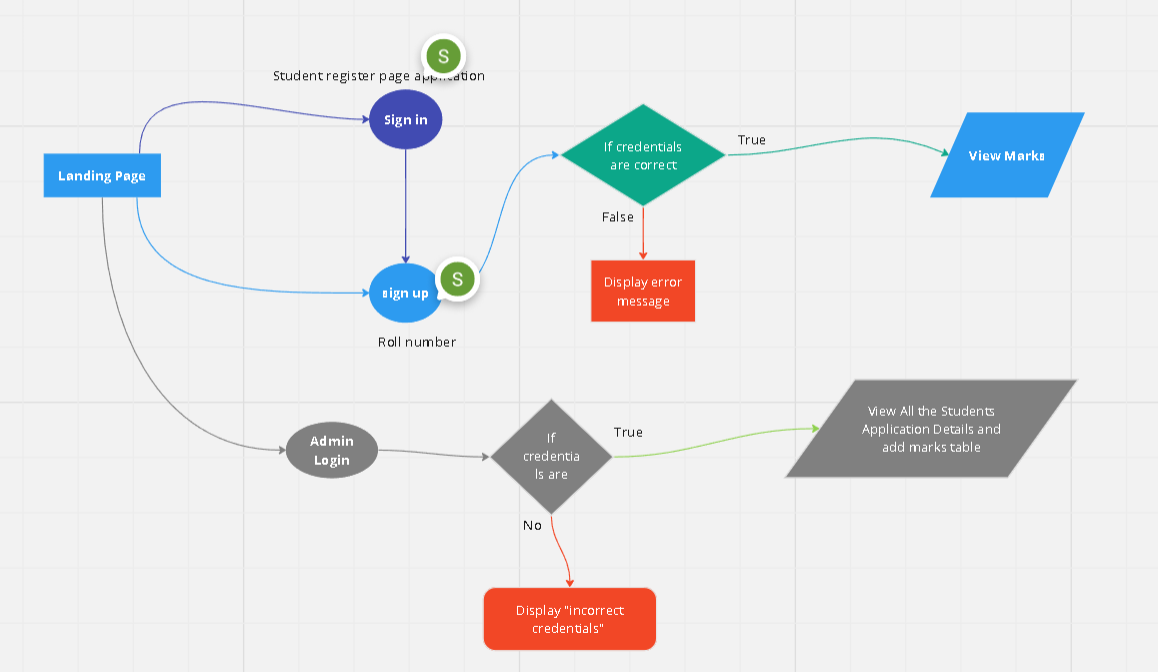 S
Student register page application
Sign in
Landing Page
If credentials
are correct
True
View Marks
False
Display error
message
S
sign up
Roll number
Admin
Login
If
credentia
ls are
True
View All the Students
Application Details and
add marks table
No
Display "incorrect
credentials"